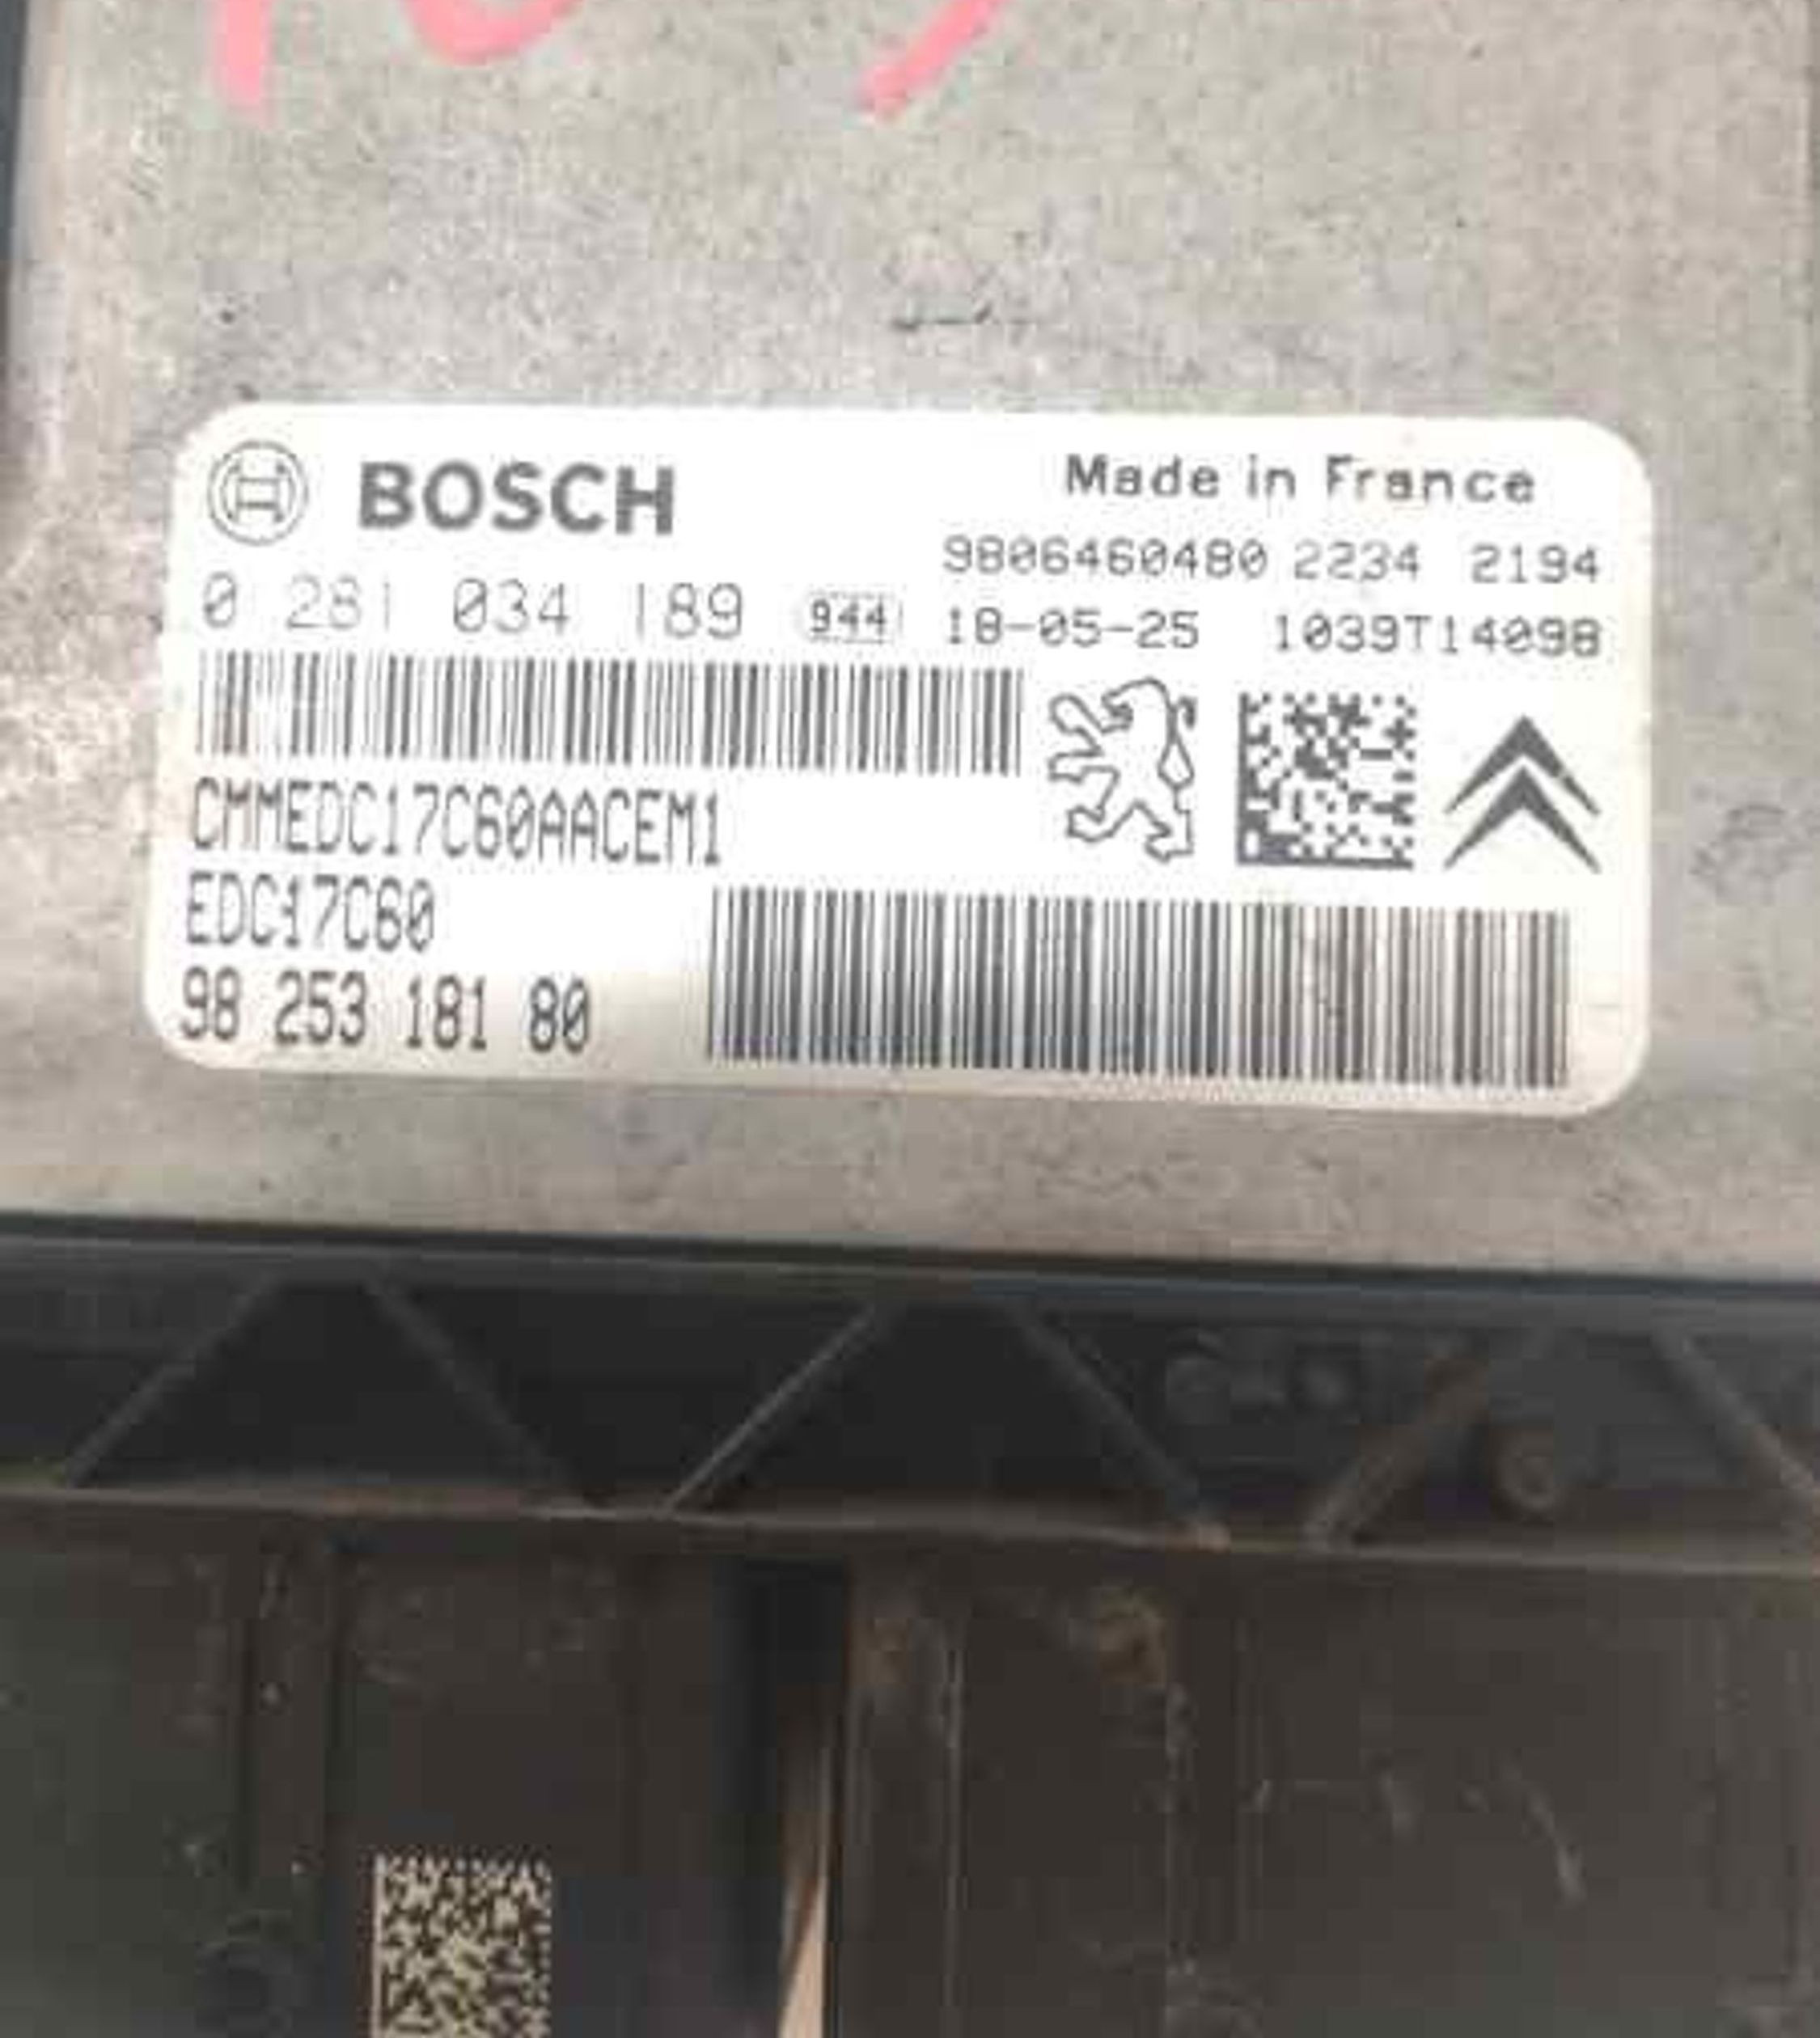 BOSCH
Made in France
9806460480 2234 2194
0 281 034 189 944 18-05-25 1039T14098
CMMEDC17C60AACEM1
EDC17C60
98 253 181 80